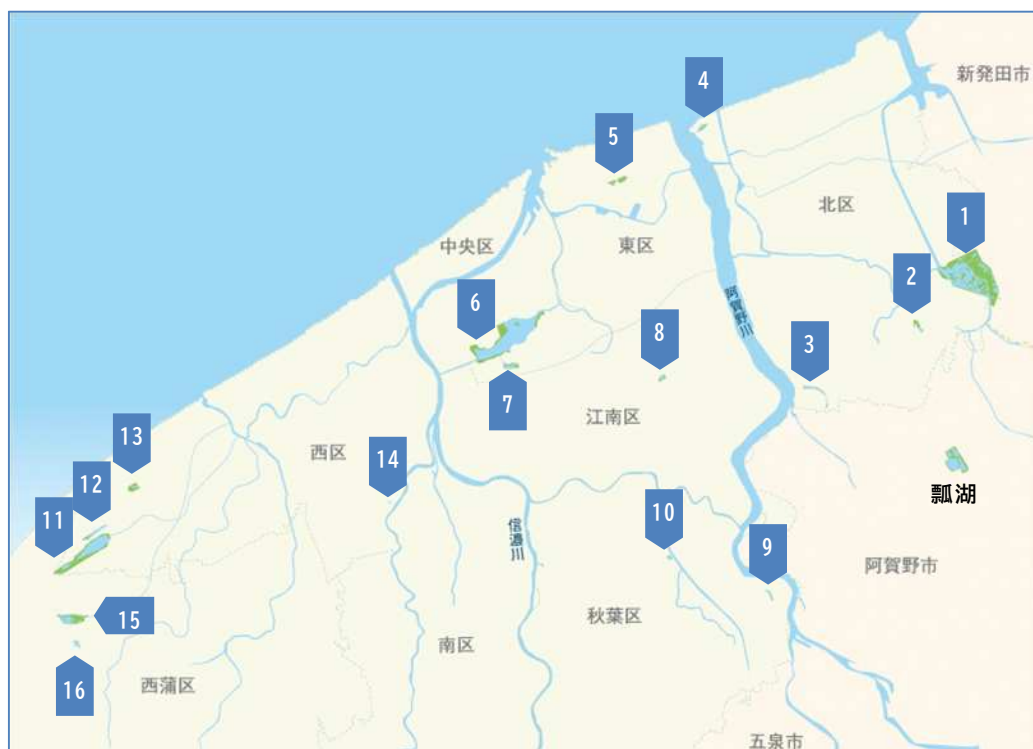 新発田市
4
5
北区
1
中央区
東区
2
6
阿賀野川
8
3
7
江南区
13
西区
14
瓢湖
12
11
信濃川
10
9
阿賀野市
15
秋葉区
南区
16
西蒲区
五泉市